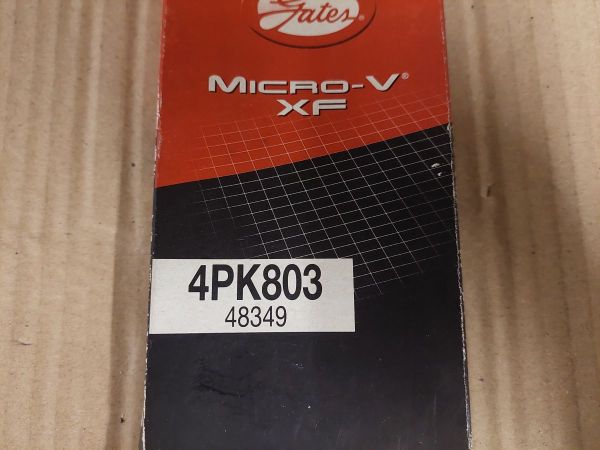 Gates
MICRO-V®
XF
4PK803
48349